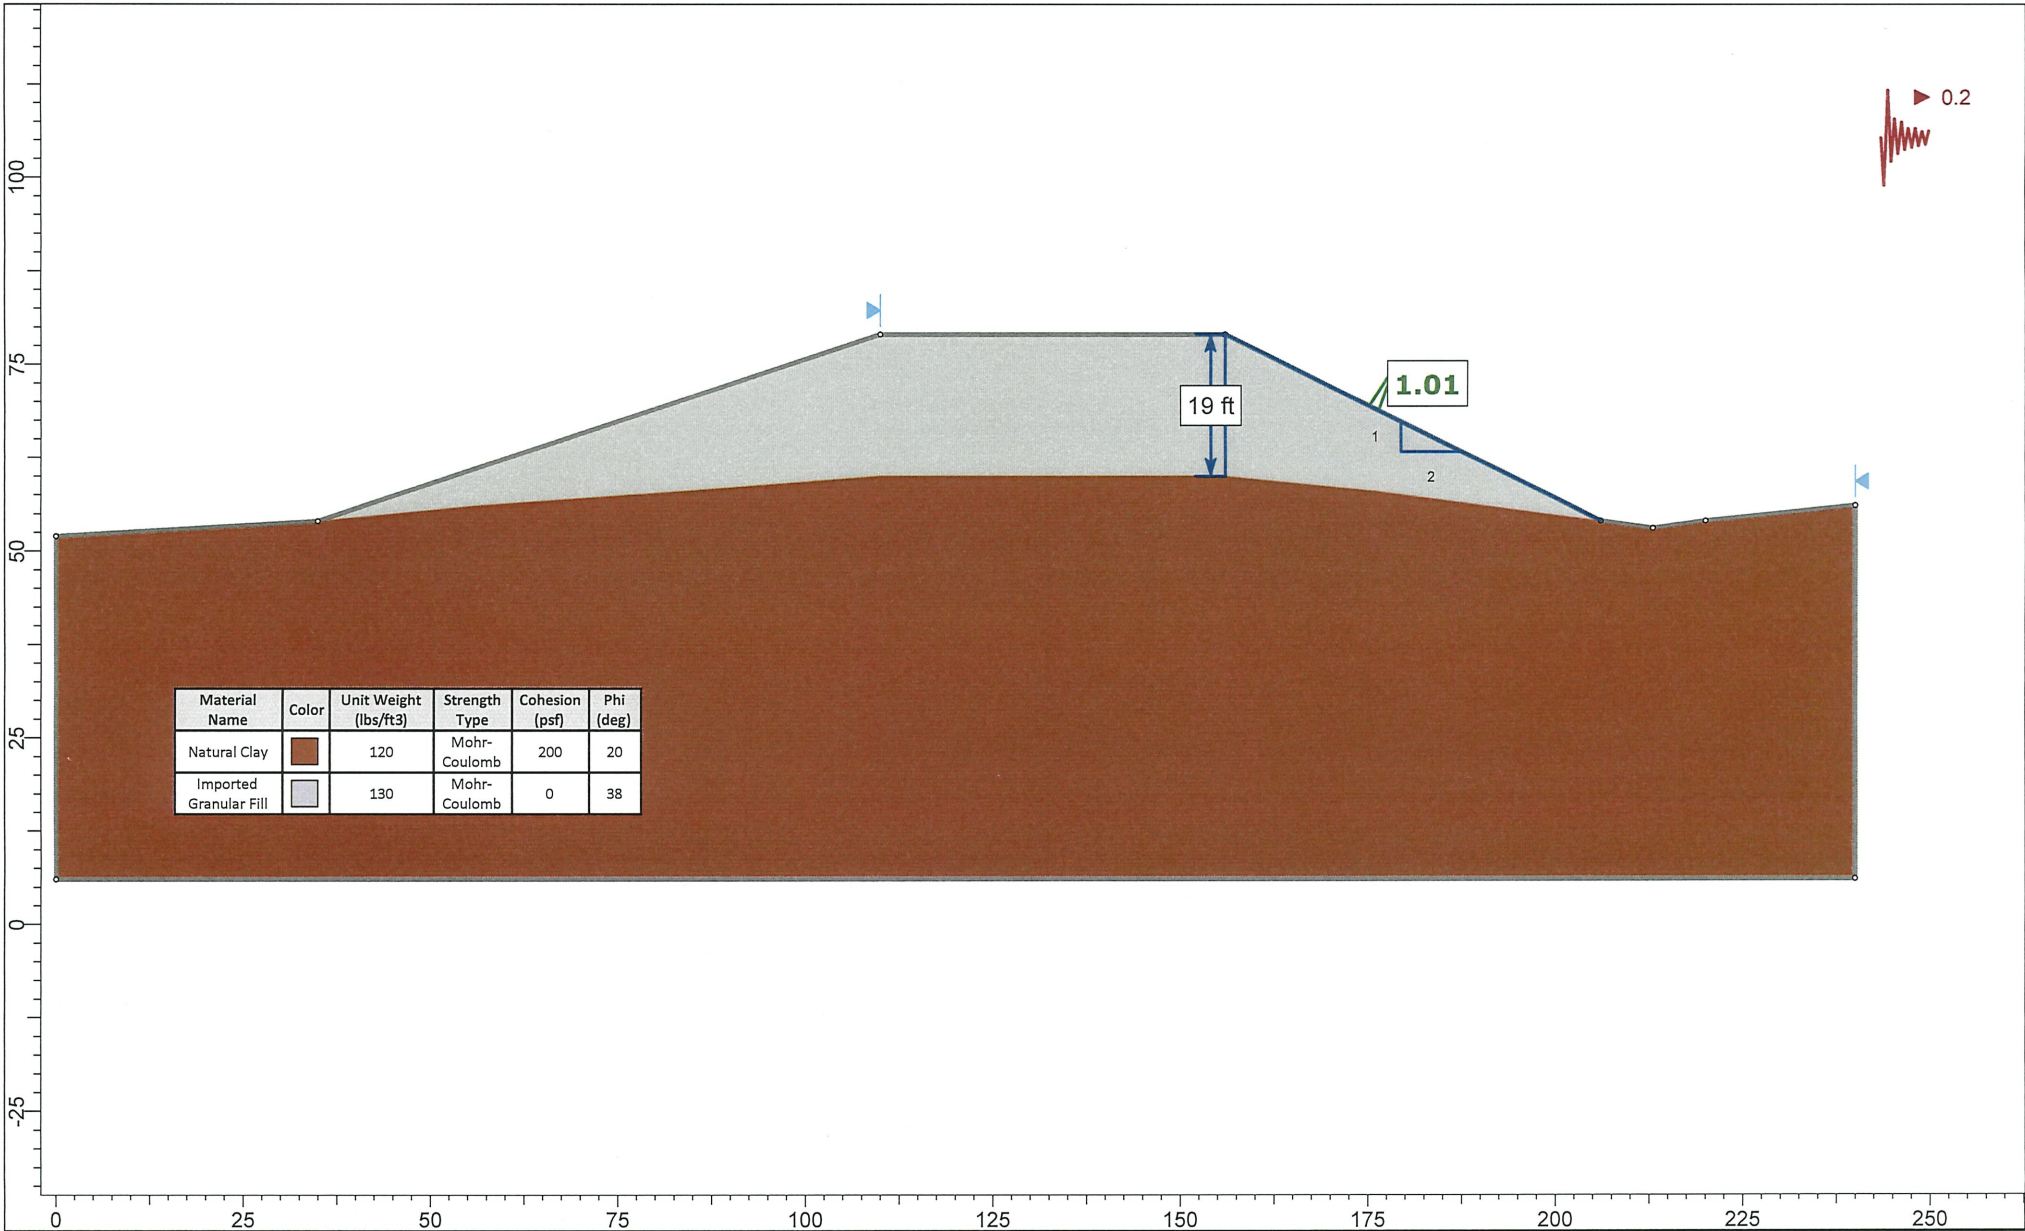 0.2
100
75
50
25
0
-25
1.01
19 ft
1
2
Material Name Color Unit Weight (lbs/ft3) Strength Type Cohesion (psf) Phi (deg)
Natural Clay 120 Mohr-Coulomb 200 20
Imported Granular Fill 130 Mohr-Coulomb 0 38
0 25 50 75 100 125 150 175 200 225 250